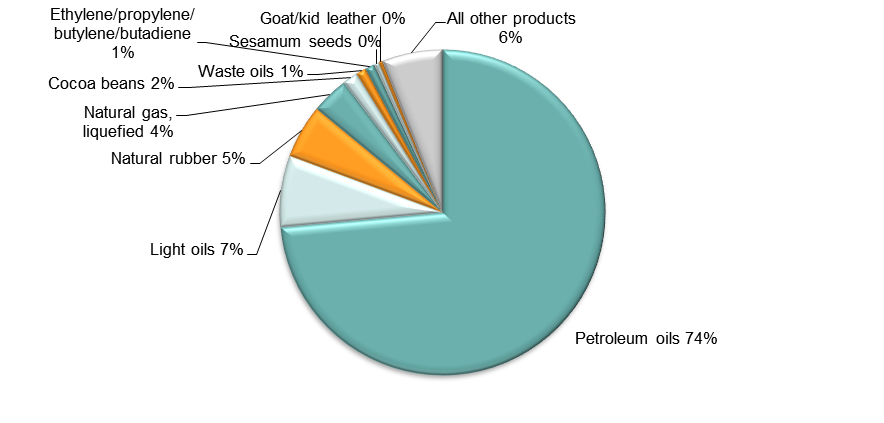 Ethylene/propylene/
butylene/butadiene
1%
Goat/kid leather 0%
All other products
6%
Sesamum seeds 0%
Waste oils 1%
Cocoa beans 2%
Natural gas,
liquefied 4%
Natural rubber 5%
Light oils 7%
Petroleum oils 74%